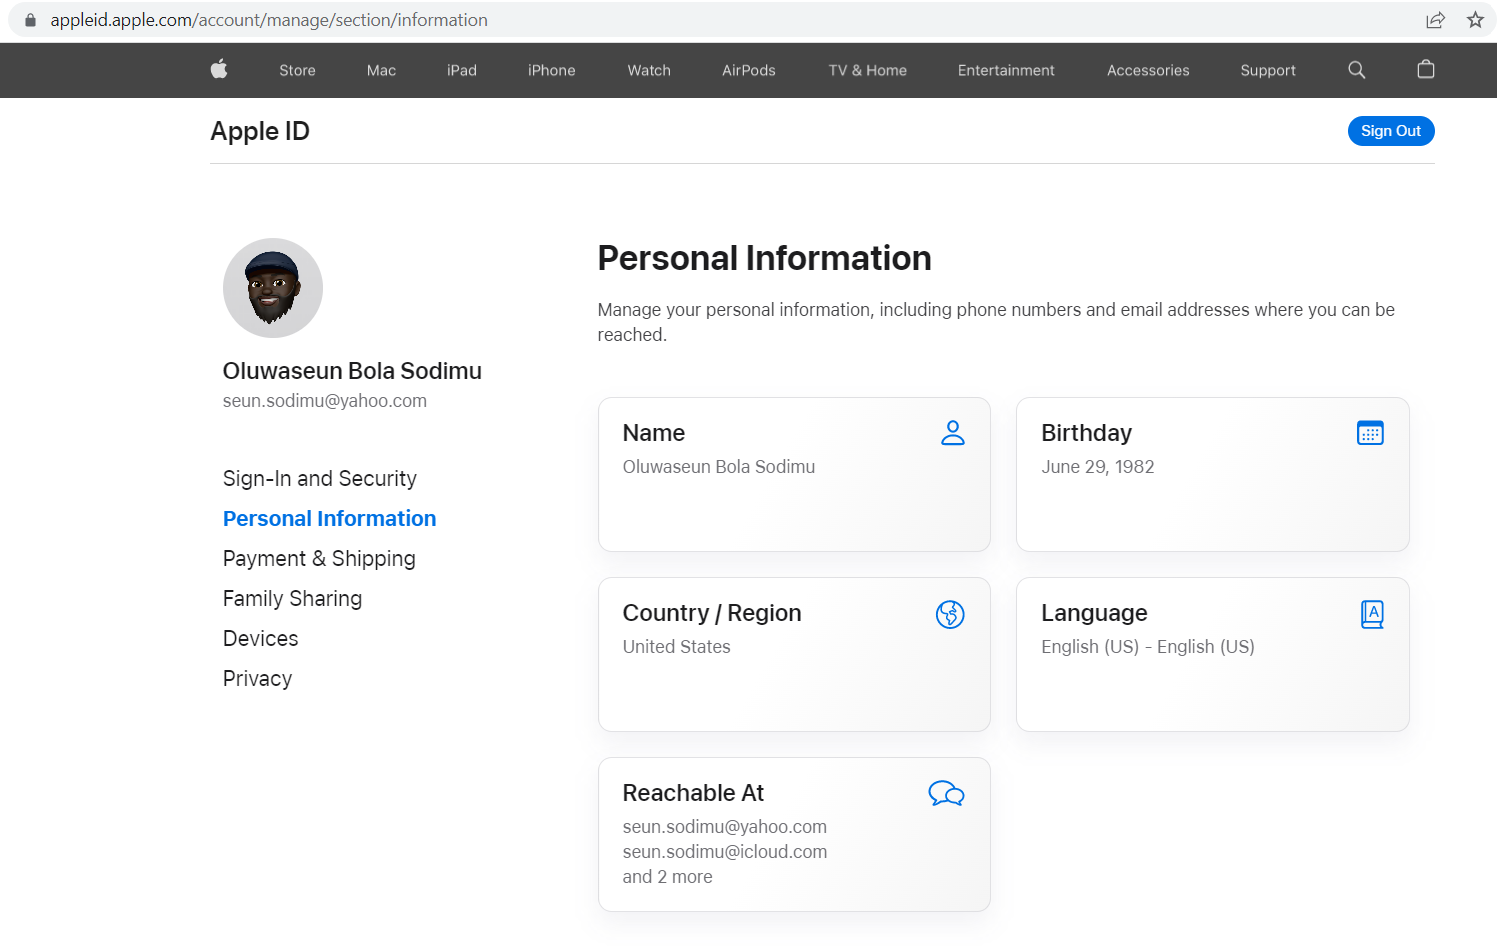 appleid.apple.com/account/manage/section/information
Store Mac iPad iPhone Watch AirPods TV & Home Entertainment Accessories Support
Apple ID
Sign Out
Oluwaseun Bola Sodimu
seun.sodimu@yahoo.com
Sign-In and Security
Personal Information
Payment & Shipping
Family Sharing
Devices
Privacy
Personal Information
Manage your personal information, including phone numbers and email addresses where you can be
reached.
Name
Oluwaseun Bola Sodimu
Birthday
June 29, 1982
Country / Region
United States
Language
English (US) - English (US)
Reachable At
seun.sodimu@yahoo.com
seun.sodimu@icloud.com
and 2 more